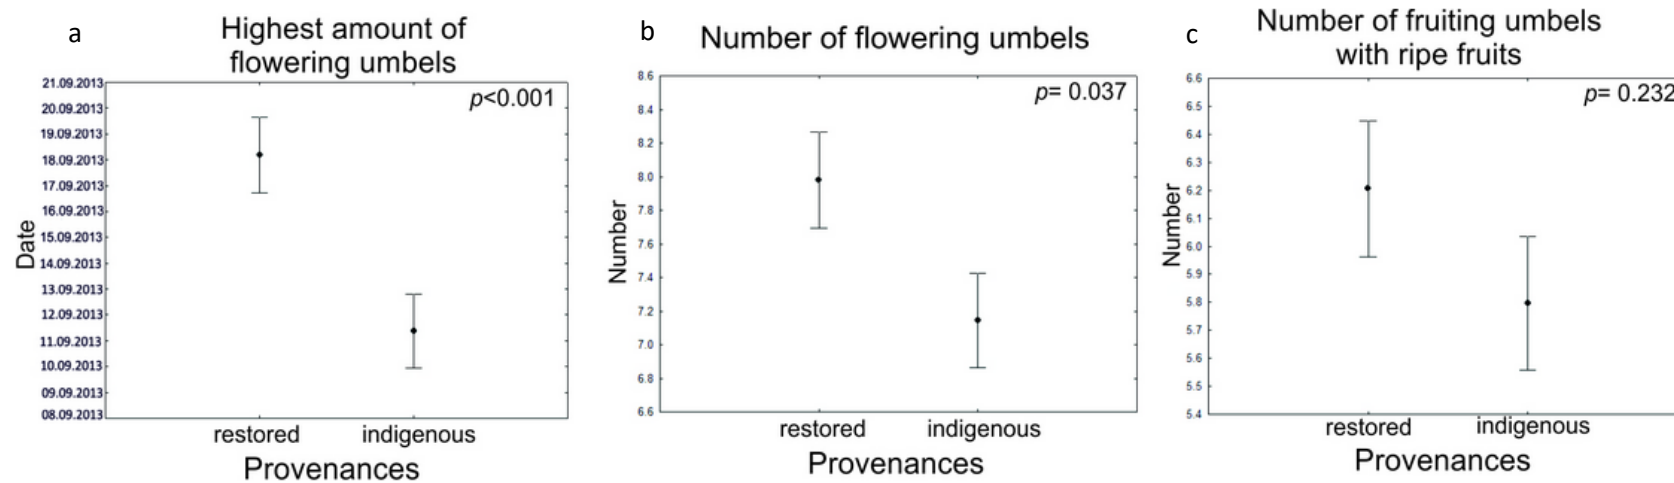 a
Highest amount of
flowering umbels
p<0.001
21.09.2013
20.09.2013
19.09.2013
18.09.2013
17.09.2013
16.09.2013
15.09.2013
14.09.2013
13.09.2013
12.09.2013
11.09.2013
10.09.2013
09.09.2013
08.09.2013
Date
restored indigenous
Provenances
b
Number of flowering umbels
p= 0.037
8.6
8.4
8.2
8.0
7.8
7.6
7.4
7.2
7.0
6.8
6.6
Number
restored indigenous
Provenances
c
Number of fruiting umbels
with ripe fruits
p= 0.232
6.6
6.5
6.4
6.3
6.2
6.1
6.0
5.9
5.8
5.7
5.6
5.5
5.4
Number
restored indigenous
Provenances